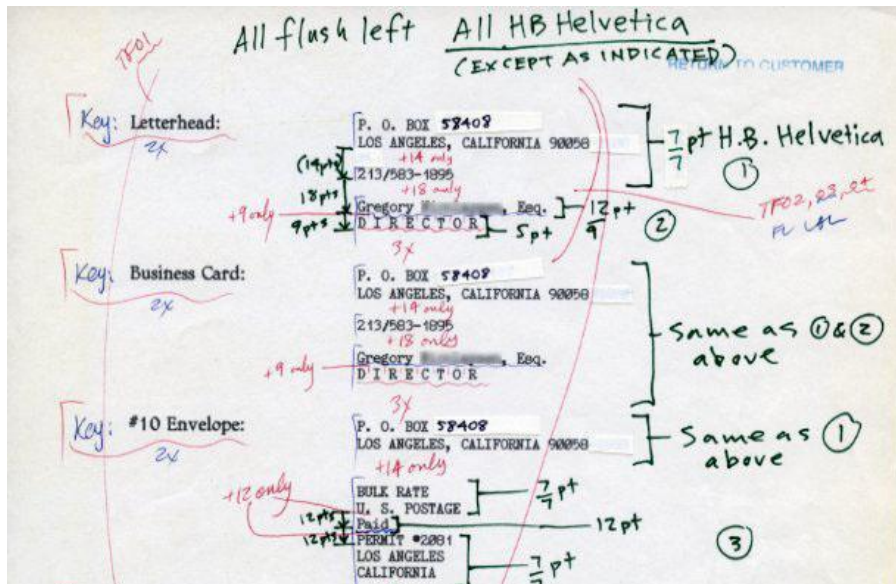 All flush left All HB Helvetica
(EXCEPT AS INDICATED)
RETURN TO CUSTOMER
TF01
Key: Letterhead:
2x
P. O. BOX 58408
LOS ANGELES, CALIFORNIA 90058
+14 only
(14pts)
213/583-1895
+18 only
18pts
Gregory , Esq.
+9 only
9pts
DIRECTOR
3x
7/7 pt H.B. Helvetica
①
12/9 pt
5pt
②
TF02,
Key: Business Card:
2x
P. O. BOX 58408
LOS ANGELES, CALIFORNIA 90058
+14 only
213/583-1895
+18 only
Gregory , Esq.
+9 only
DIRECTOR
3x
Same as ① & ②
above
Key: #10 Envelope:
2x
P. O. BOX 58408
LOS ANGELES, CALIFORNIA 90058
+14 only
Same as ①
above
+12 only
BULK RATE
U. S. POSTAGE
7/7 pt
12pts
Paid
12pt
12pts
PERMIT #2081
LOS ANGELES
CALIFORNIA
7/7 pt
③